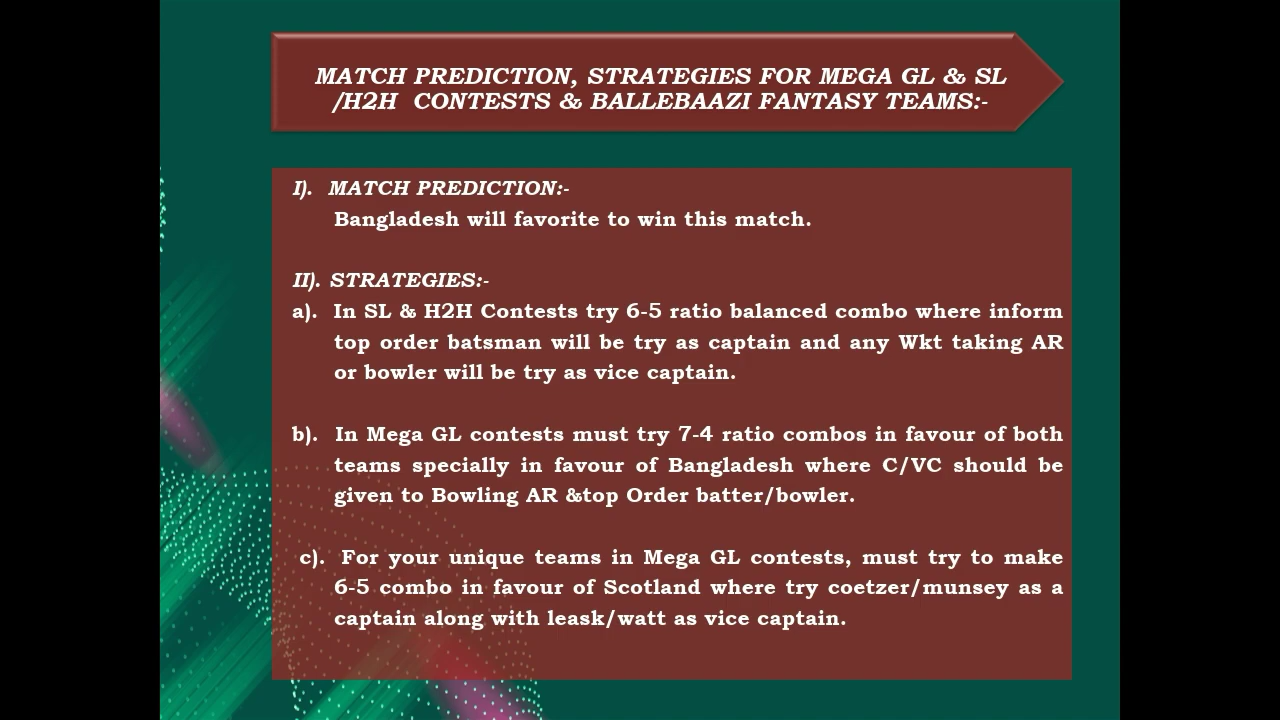 MATCH PREDICTION, STRATEGIES FOR MEGA GL & SL
/H2H CONTESTS & BALLEBAAZI FANTASY TEAMS:-
I). MATCH PREDICTION:-
Bangladesh will favorite to win this match.
II). STRATEGIES:-
a). In SL & H2H Contests try 6-5 ratio balanced combo where inform
top order batsman will be try as captain and any Wkt taking AR
or bowler will be try as vice captain.
b). In Mega GL contests must try 7-4 ratio combos in favour of both
teams specially in favour of Bangladesh where C/VC should be
given to Bowling AR &top Order batter/bowler.
c). For your unique teams in Mega GL contests, must try to make
6-5 combo in favour of Scotland where try coetzer/munsey as a
captain along with leask/watt as vice captain.